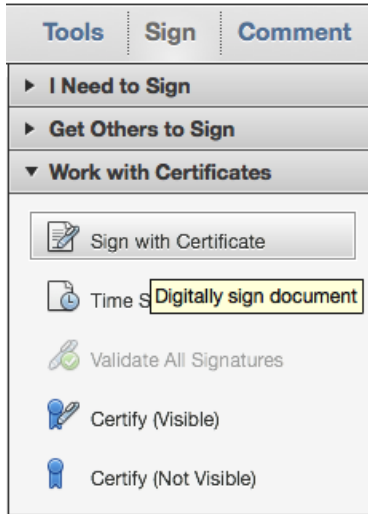 Tools Sign Comment
I Need to Sign
Get Others to Sign
Work with Certificates
Sign with Certificate
Time S
Digitally sign document
Validate All Signatures
Certify (Visible)
Certify (Not Visible)